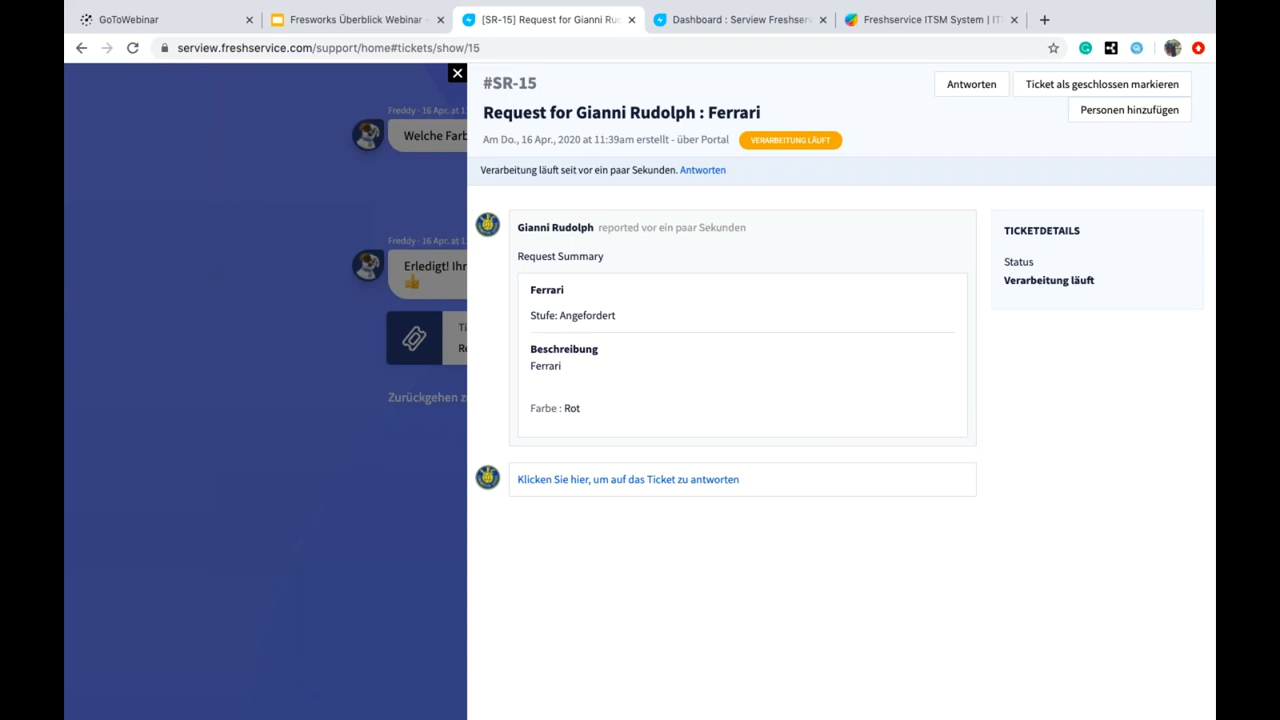 GoToWebinar
Fresworks Überblick Webinar -
[SR-15] Request for Gianni Rud
Dashboard : Serview Freshserv
Freshservice ITSM System | IT
serview.freshservice.com/support/home#tickets/show/15
Freddy - 16 Apr. at 1
Welche Farb
Freddy - 16 Apr. at 1
Erledigt! Ihr
Ti
Re
Zurückgehen z
#SR-15
Antworten
Ticket als geschlossen markieren
Request for Gianni Rudolph : Ferrari
Personen hinzufügen
Am Do., 16 Apr., 2020 at 11:39am erstellt - über Portal
VERARBEITUNG LÄUFT
Verarbeitung läuft seit vor ein paar Sekunden. Antworten
Gianni Rudolph reported vor ein paar Sekunden
Request Summary
Ferrari
Stufe: Angefordert
Beschreibung
Ferrari
Farbe : Rot
Klicken Sie hier, um auf das Ticket zu antworten
TICKETDETAILS
Status
Verarbeitung läuft